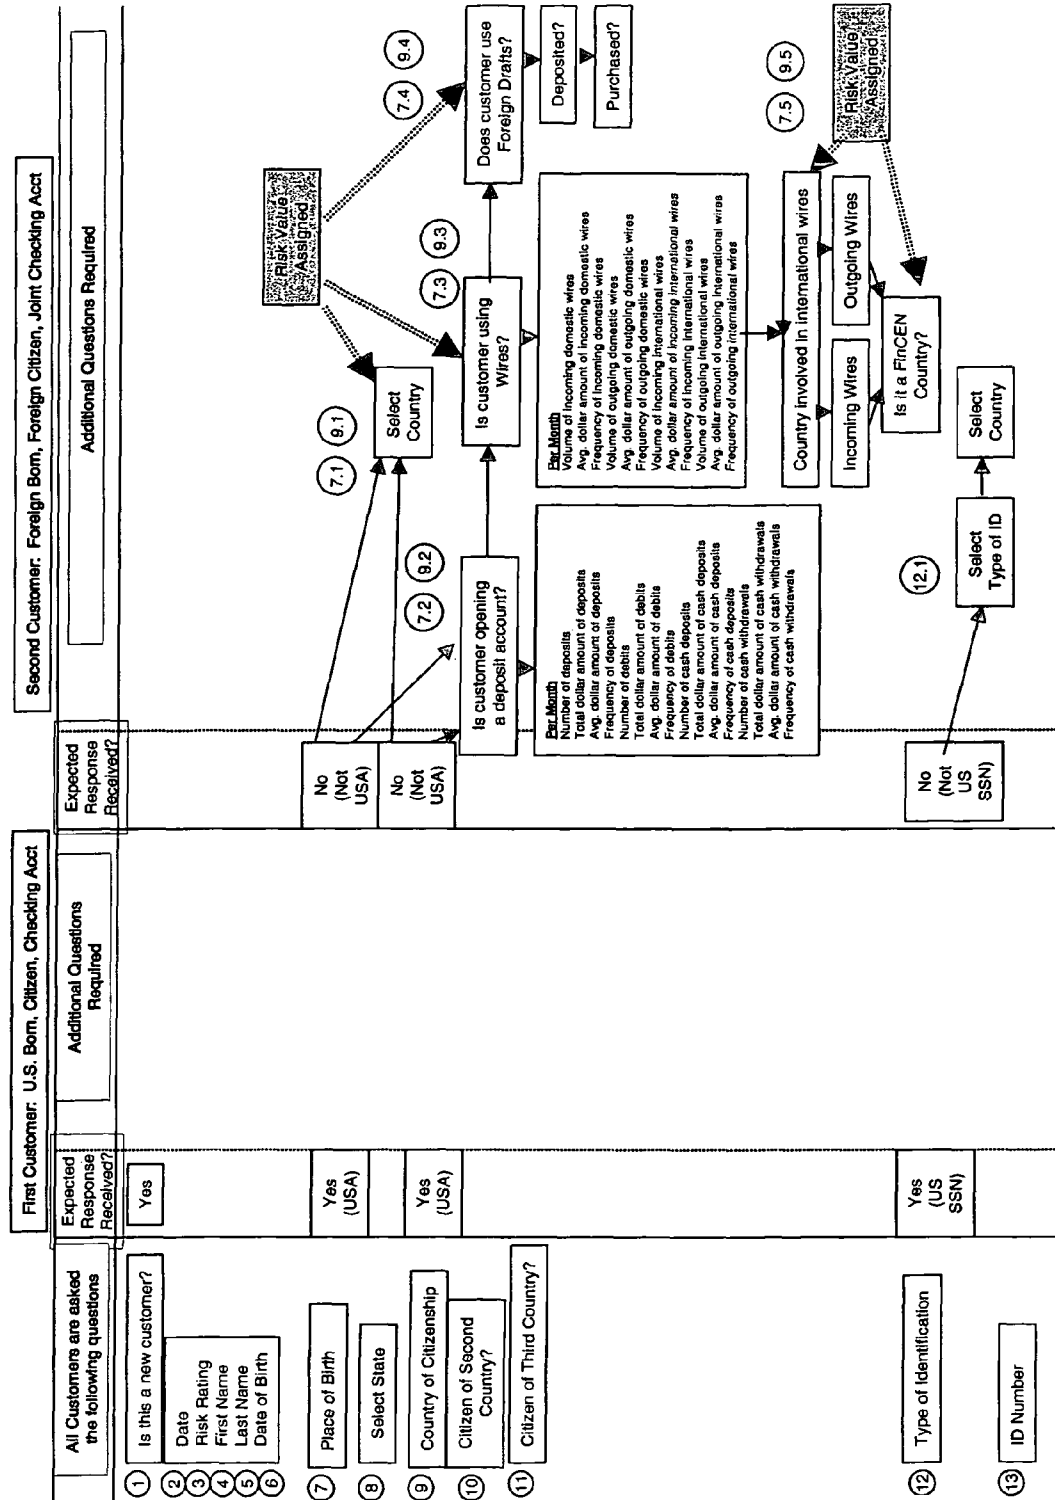 First Customer: U.S. Born, Citizen, Checking Acct
Second Customer: Foreign Born, Foreign Citizen, Joint Checking Acct
All Customers are asked
the following questions
Expected
Response
Received?
Additional Questions
Required
Expected
Response
Received?
Additional Questions Required
1
Is this a new customer?
Yes
2
Date
3
Risk Rating
4
First Name
5
Last Name
6
Date of Birth
7
Place of Birth
Yes
(USA)
No
(Not
USA)
8
Select State
9
Country of Citizenship
Yes
(USA)
No
(Not
USA)
10
Citizen of Second
Country?
11
Citizen of Third Country?
Risk Value
Assigned
7.1
9.1
Select
Country
7.2
9.2
Is customer opening
a deposit account?
7.3
9.3
Is customer using
Wires?
7.4
9.4
Does customer use
Foreign Drafts?
Deposited?
Purchased?
Per Month
Number of deposits
Total dollar amount of deposits
Avg. dollar amount of deposits
Frequency of deposits
Number of debits
Total dollar amount of debits
Avg. dollar amount of debits
Frequency of debits
Number of cash deposits
Total dollar amount of cash deposits
Avg. dollar amount of cash deposits
Frequency of cash deposits
Number of cash withdrawals
Total dollar amount of cash withdrawals
Avg. dollar amount of cash withdrawals
Frequency of cash withdrawals
Per Month
Volume of incoming domestic wires
Avg. dollar amount of incoming domestic wires
Frequency of incoming domestic wires
Volume of outgoing domestic wires
Avg. dollar amount of outgoing domestic wires
Frequency of outgoing domestic wires
Volume of incoming international wires
Avg. dollar amount of incoming international wires
Frequency of incoming international wires
Volume of outgoing international wires
Avg. dollar amount of outgoing international wires
Frequency of outgoing international wires
7.5
9.5
Risk Value
Assigned
Country involved in international wires
Incoming Wires
Outgoing Wires
Is it a FinCEN
Country?
12
Type of Identification
Yes
(US
SSN)
No
(Not
US
SSN)
12.1
Select
Type of ID
Select
Country
13
ID Number